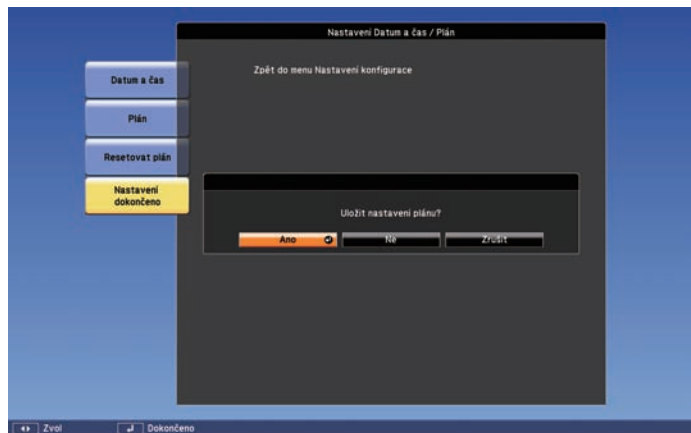 Nastavení Datum a čas / Plán
Zpět do menu Nastavení konfigurace
Datum a čas
Plán
Resetovat plán
Nastavení
dokončeno
Uložit nastavení plánu?
Ano
Ne
Zrušit
Zvol
Dokončeno